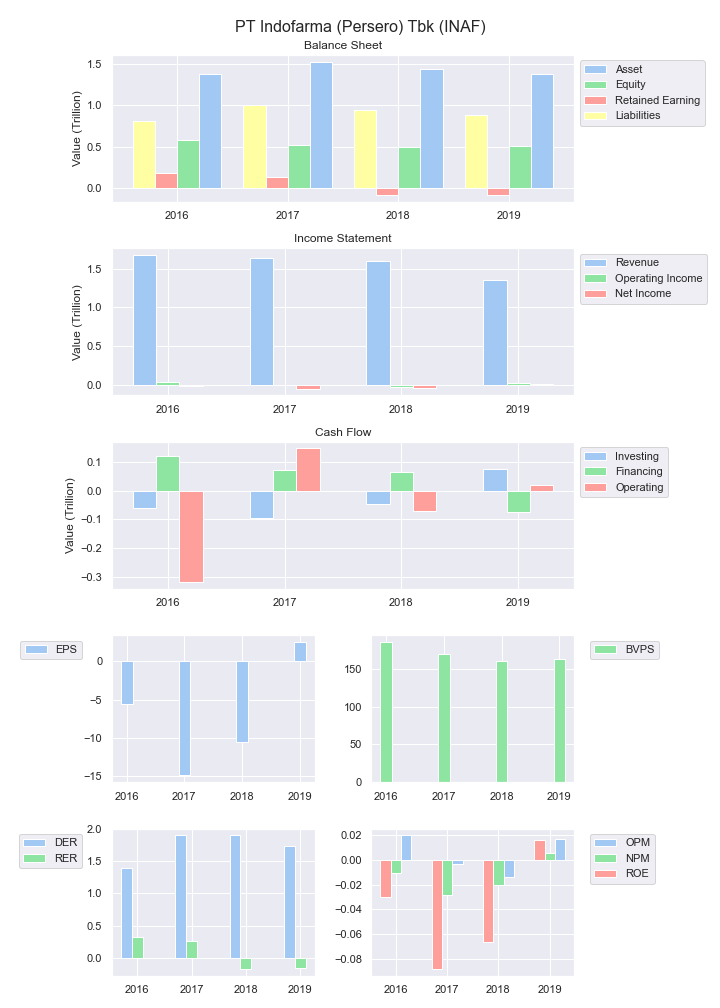 PT Indofarma (Persero) Tbk (INAF)
Balance Sheet
Value (Trillion)
1.5
1.0
0.5
0.0
2016 2017 2018 2019
Asset
Equity
Retained Earning
Liabilities
Income Statement
Value (Trillion)
1.5
1.0
0.5
0.0
2016 2017 2018 2019
Revenue
Operating Income
Net Income
Cash Flow
Value (Trillion)
0.1
0.0
−0.1
−0.2
−0.3
2016 2017 2018 2019
Investing
Financing
Operating
EPS
0
−5
−10
−15
2016 2017 2018 2019
150
100
50
0
2016 2017 2018 2019
BVPS
DER
RER
2.0
1.5
1.0
0.5
0.0
2016 2017 2018 2019
0.02
0.00
−0.02
−0.04
−0.06
−0.08
2016 2017 2018 2019
OPM
NPM
ROE